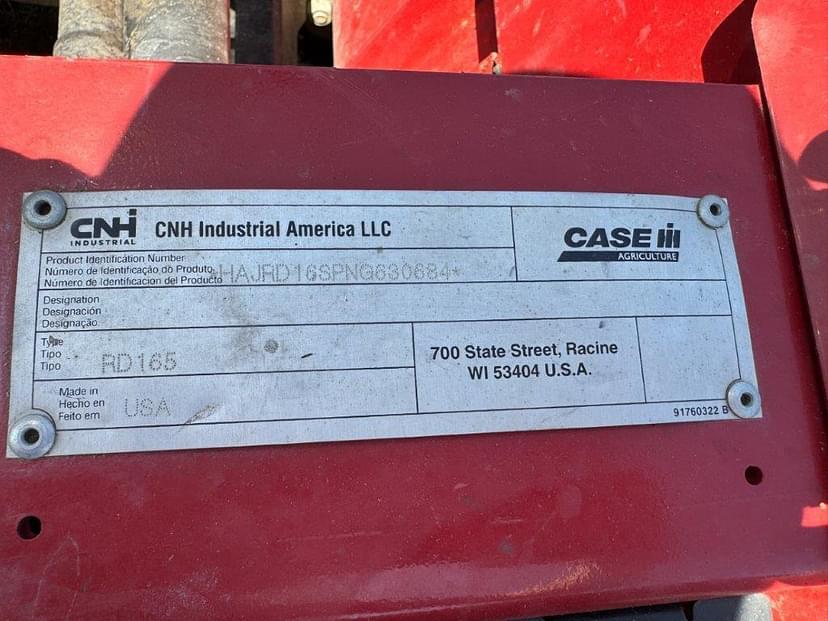 CNH
INDUSTRIAL
CNH Industrial America LLC
CASE IH
AGRICULTURE
Product Identification Number
Número de Identificação do Produto
Número de Identificacion del Producto
*HAJRD16SPNG630684*
Designation
Designación
Designação
Type
Tipo
Tipo
RD165
700 State Street, Racine
WI 53404 U.S.A.
Made in
Hecho en
Feito em
USA
91760322 B